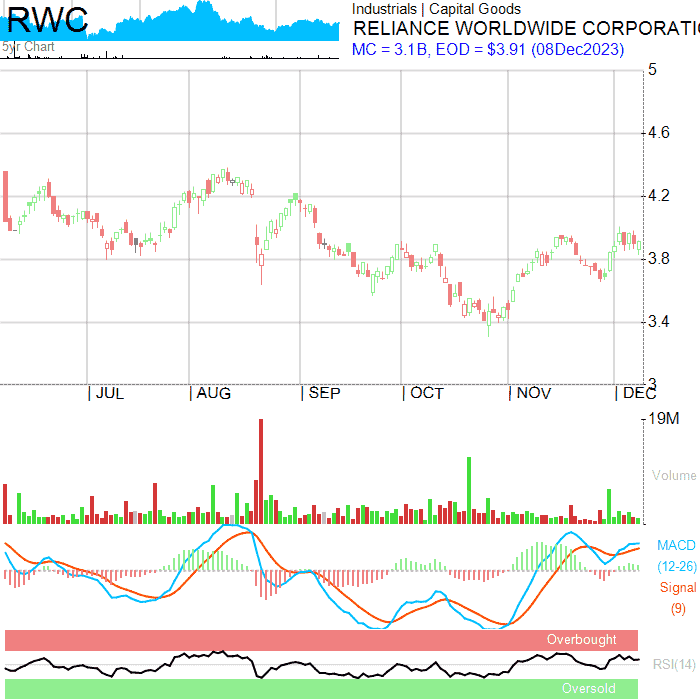 RWC
5yr Chart
Industrials | Capital Goods
RELIANCE WORLDWIDE CORPORATI
MC = 3.1B, EOD = $3.91 (08Dec2023)
5
4.6
4.2
3.8
3.4
3
| JUL | AUG | SEP | OCT | NOV | DEC
19M
Volume
MACD
(12-26)
Signal
(9)
Overbought
RSI(14)
Oversold